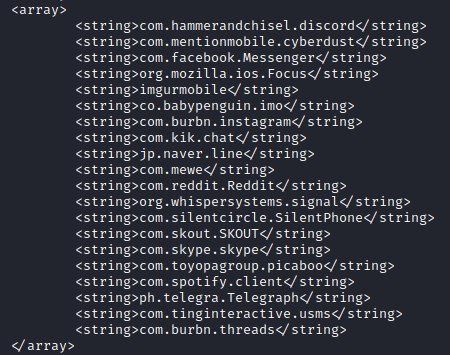 <array>
<string>com.hammerandchisel.discord</string>
<string>com.mentionmobile.cyberdust</string>
<string>com.facebook.Messenger</string>
<string>org.mozilla.ios.Focus</string>
<string>imgurmobile</string>
<string>co.babypenguin.imo</string>
<string>com.burbn.instagram</string>
<string>com.kik.chat</string>
<string>jp.naver.line</string>
<string>com.mewe</string>
<string>com.reddit.Reddit</string>
<string>org.whispersystems.signal</string>
<string>com.silentcircle.SilentPhone</string>
<string>com.skout.SKOUT</string>
<string>com.skype.skype</string>
<string>com.toyopagroup.picaboo</string>
<string>com.spotify.client</string>
<string>ph.telegra.Telegraph</string>
<string>com.tinginteractive.usms</string>
<string>com.burbn.threads</string>
</array>